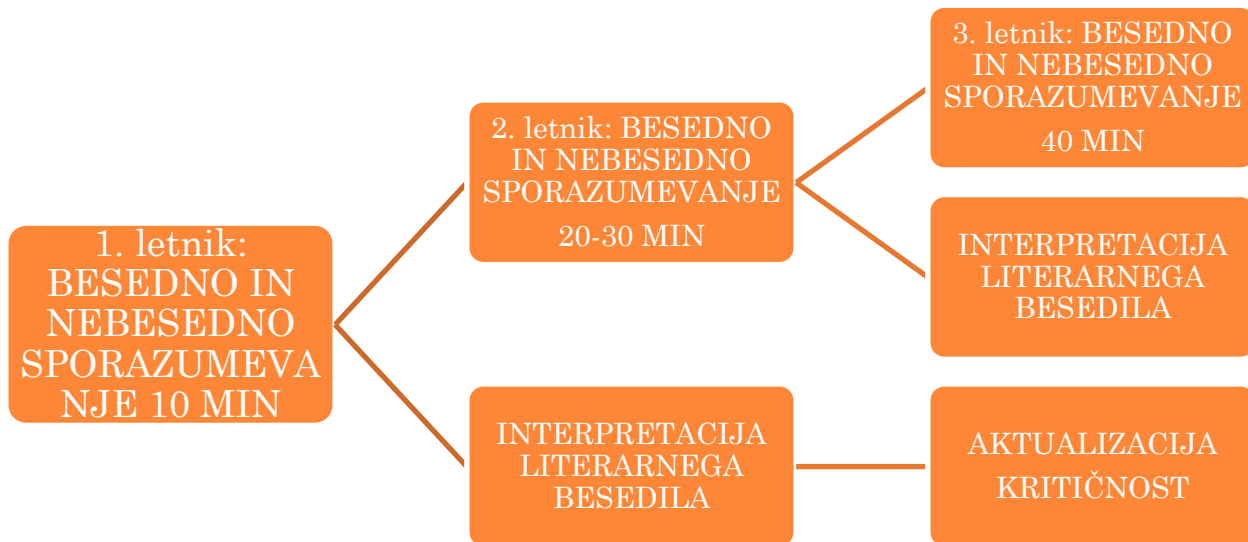 1. letnik:
BESEDNO IN
NEBESEDNO
SPORAZUMEVA
NJE 10 MIN
2. letnik: BESEDNO
IN NEBESEDNO
SPORAZUMEVANJE
20-30 MIN
INTERPRETACIJA
LITERARNEGA
BESEDILA
3. letnik: BESEDNO
IN NEBESEDNO
SPORAZUMEVANJE
40 MIN
INTERPRETACIJA
LITERARNEGA
BESEDILA
AKTUALIZACIJA
KRITIČNOST